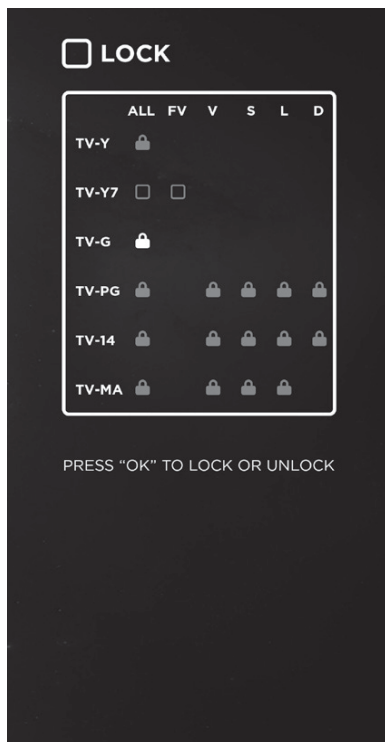 LOCK
ALL FV V S L D
TV-Y
TV-Y7
TV-G
TV-PG
TV-14
TV-MA
PRESS “OK” TO LOCK OR UNLOCK